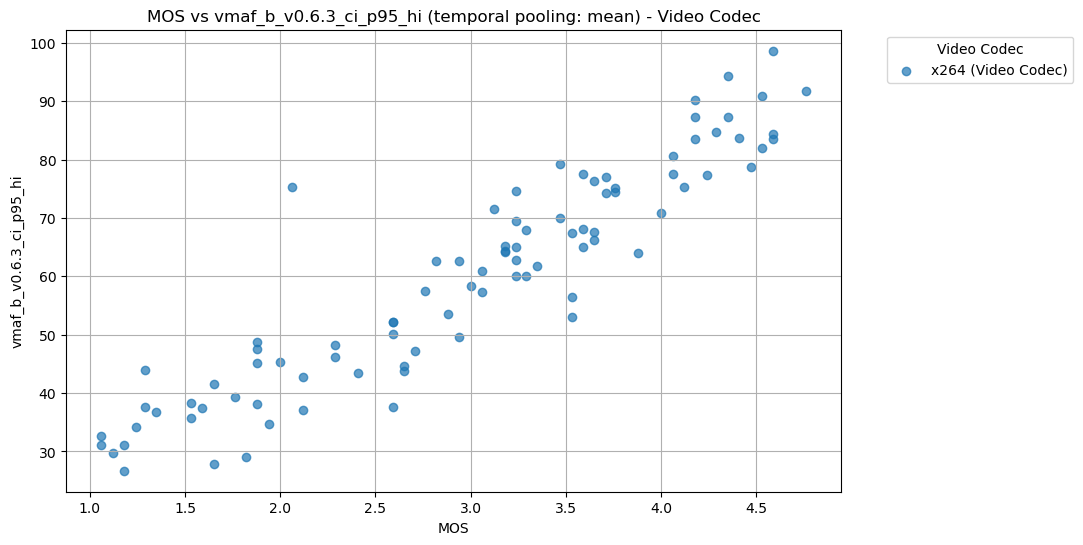 MOS vs vmaf_b_v0.6.3_ci_p95_hi (temporal pooling: mean) - Video Codec
Video Codec
x264 (Video Codec)
vmaf_b_v0.6.3_ci_p95_hi
100
90
80
70
60
50
40
30
1.0 1.5 2.0 2.5 3.0 3.5 4.0 4.5
MOS